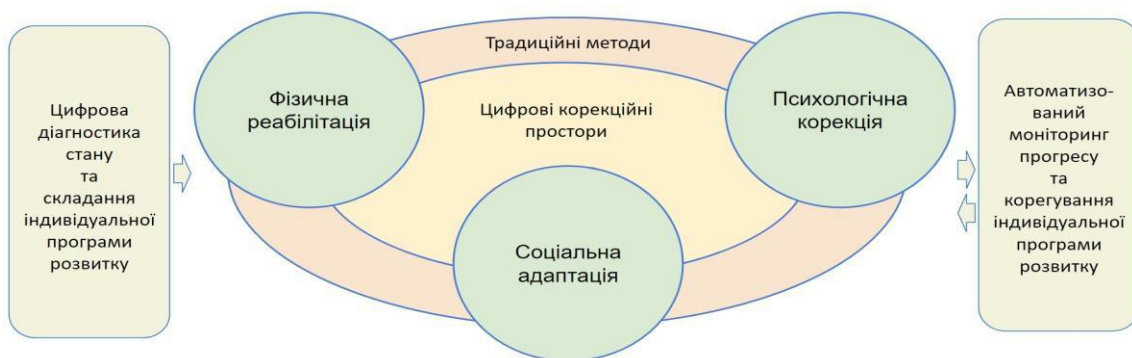 Цифрова
діагностика
стану
та
складання
індивідуальної
програми
розвитку
Традиційні методи
Фізична
реабілітація
Цифрові корекційні
простори
Психологічна
корекція
Соціальна
адаптація
Автоматизо-
ваний
моніторинг
прогресу
та
корегування
індивідуальної
програми
розвитку